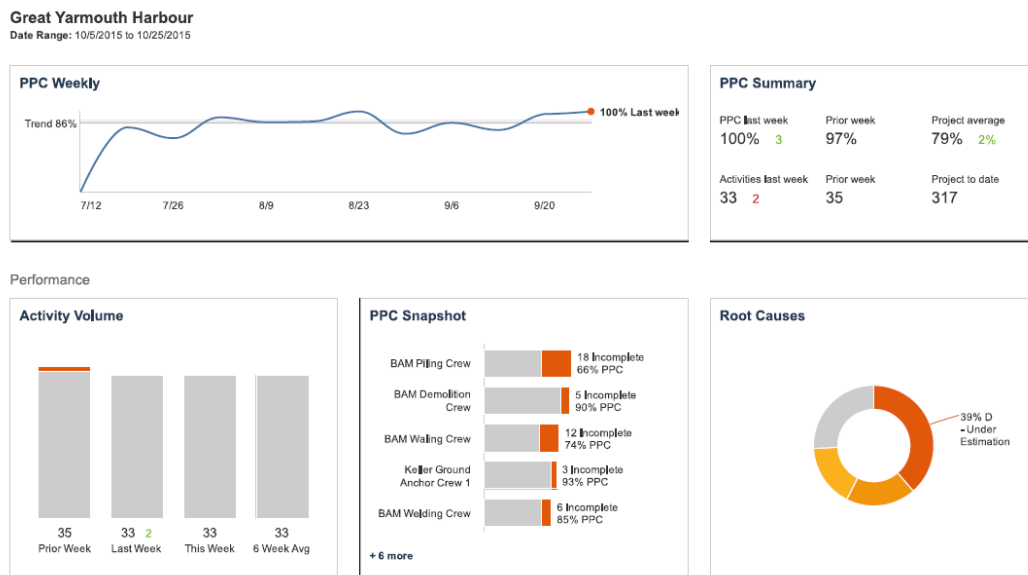 Great Yarmouth Harbour
Date Range: 10/5/2015 to 10/25/2015
PPC Weekly
Trend 86%
100% Last week
7/12 7/26 8/9 8/23 9/6 9/20
PPC Summary
PPC last week Prior week Project average
100% 3 97% 79% 2%
Activities last week Prior week Project to date
33 2 35 317
Performance
Activity Volume
35 33 2 33 33
Prior Week Last Week This Week 6 Week Avg
PPC Snapshot
BAM Piling Crew
18 Incomplete
66% PPC
BAM Demolition
Crew
5 Incomplete
90% PPC
BAM Waling Crew
12 Incomplete
74% PPC
Keller Ground
Anchor Crew 1
3 Incomplete
93% PPC
BAM Welding Crew
6 Incomplete
85% PPC
+ 6 more
Root Causes
39% D
- Under
Estimation